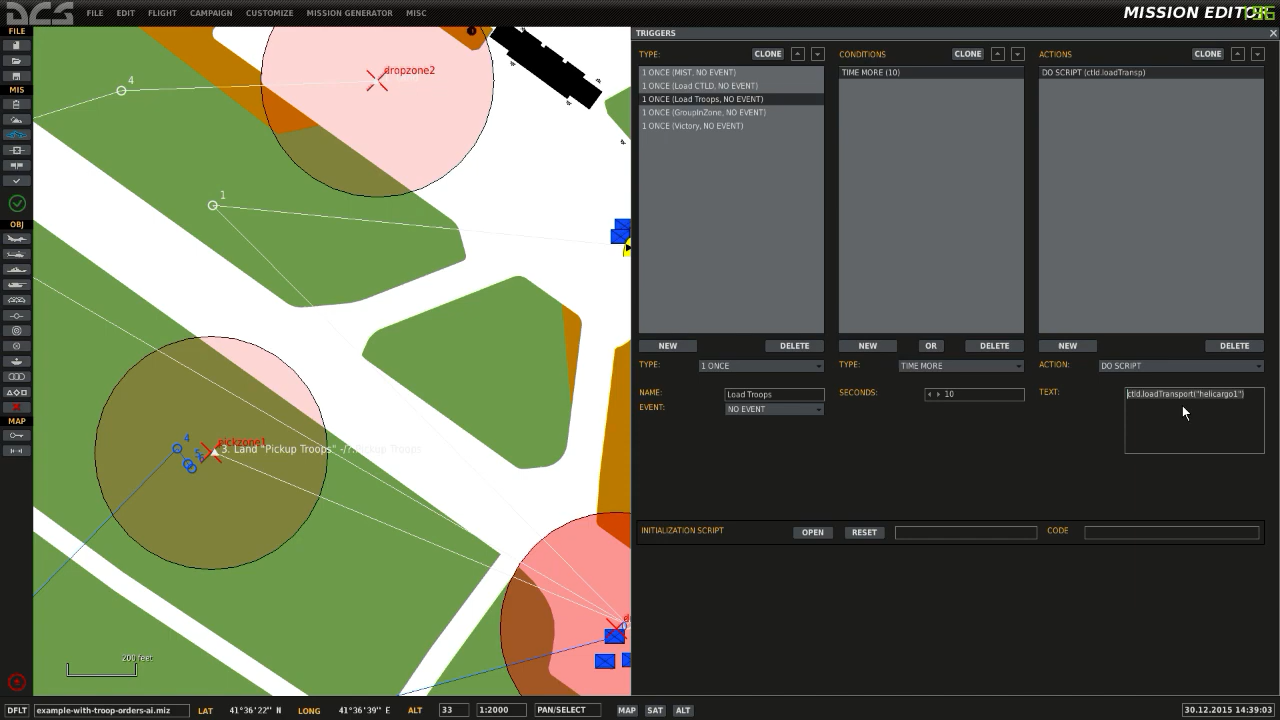 DCS FILE EDIT FLIGHT CAMPAIGN CUSTOMIZE MISSION GENERATOR MISC MISSION EDITOR
FILE
MIS
OBJ
MAP
dropzone2
4
1
pickzone1
4
3. Land "Pickup Troops" -/
200 feet
TRIGGERS
TYPE: CLONE
1 ONCE (MIST, NO EVENT)
1 ONCE (Load CTLD, NO EVENT)
1 ONCE (Load Troops, NO EVENT)
1 ONCE (GroupInZone, NO EVENT)
1 ONCE (Victory, NO EVENT)
NEW DELETE
TYPE: 1 ONCE
NAME: Load Troops
EVENT: NO EVENT
CONDITIONS CLONE
TIME MORE (10)
NEW OR DELETE
TYPE: TIME MORE
SECONDS: 10
ACTIONS CLONE
DO SCRIPT (ctld.loadTransp)
NEW DELETE
ACTION: DO SCRIPT
TEXT: ctld.loadTransport("helicargo1")
INITIALIZATION SCRIPT OPEN RESET CODE
DFLT example-with-troop-orders-ai.miz LAT 41°36'22'' N LONG 41°36'39'' E ALT 33 1:2000 PAN/SELECT MAP SAT ALT 30.12.2015 14:39:03